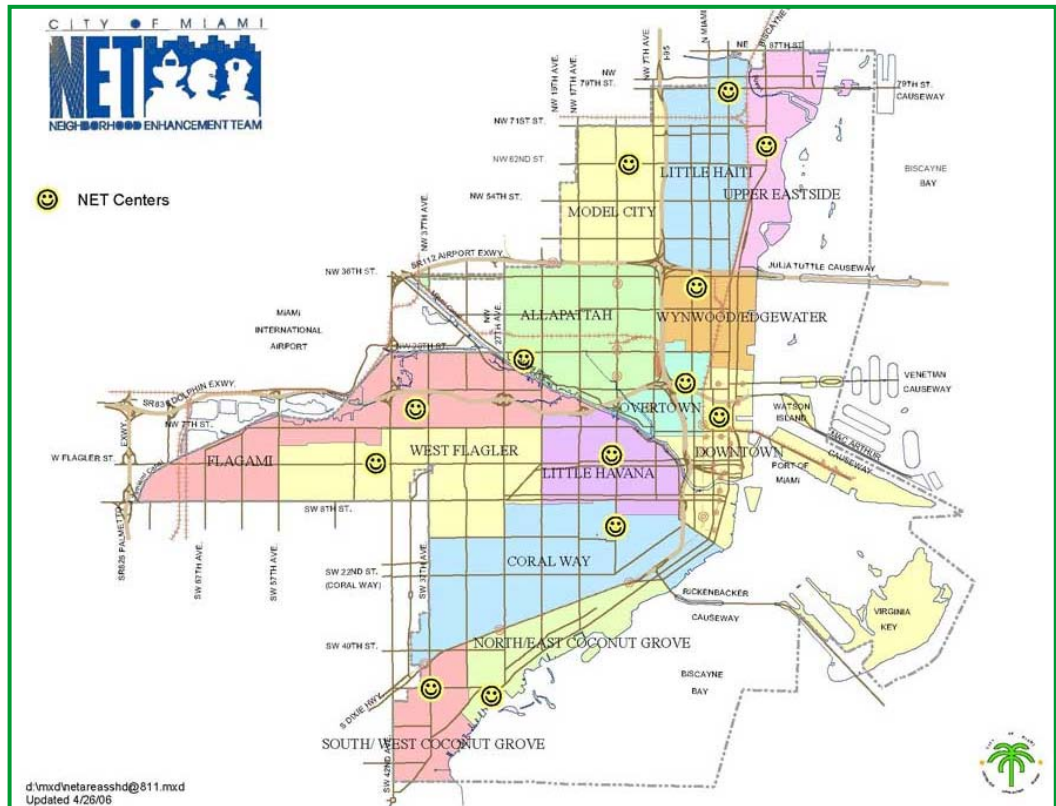 CITY OF MIAMI
NET
NEIGHBORHOOD ENHANCEMENT TEAM
NET Centers
N MIAMI
BISCAYNE
NE
87TH ST.
NW 7TH AVE
I-95
NW 19TH AVE.
NW 17TH AVE.
NW
79TH ST.
79TH ST.
CAUSEWAY
NW 71ST ST.
NW 62ND ST.
LITTLE HAITI
UPPER EASTSIDE
BISCAYNE
BAY
NW 54TH ST.
MODEL CITY
NW 37TH AVE.
SR112 AIRPORT EXWY.
NW 36TH ST.
JULIA TUTTLE CAUSEWAY
MIAMI
INTERNATIONAL
AIRPORT
NW
27TH AVE.
ALLAPATTAH
WYNWOOD/EDGEWATER
NW 20TH ST.
SR836 DOLPHIN EXWY.
VENETIAN
CAUSEWAY
OVERTOWN
WATSON
ISLAND
MAC ARTHUR
CAUSEWAY
NW 7TH ST.
EXWY.
W FLAGLER ST.
FLAGAMI
WEST FLAGLER
LITTLE HAVANA
DOWNTOWN
PORT OF
MIAMI
SW 8TH ST.
SR826 PALMETTO
SW 67TH AVE.
SW 57TH AVE.
SW 37TH AVE.
CORAL WAY
SW 22ND ST.
(CORAL WAY)
RICKENBACKER
CAUSEWAY
VIRGINIA
KEY
SW 40TH ST.
NORTH/EAST COCONUT GROVE
BISCAYNE
BAY
S DIXIE HWY.
SOUTH/ WEST COCONUT GROVE
SW 42ND AVE.
d:\mxd\netareasshd@811.mxd
Updated 4/26/06